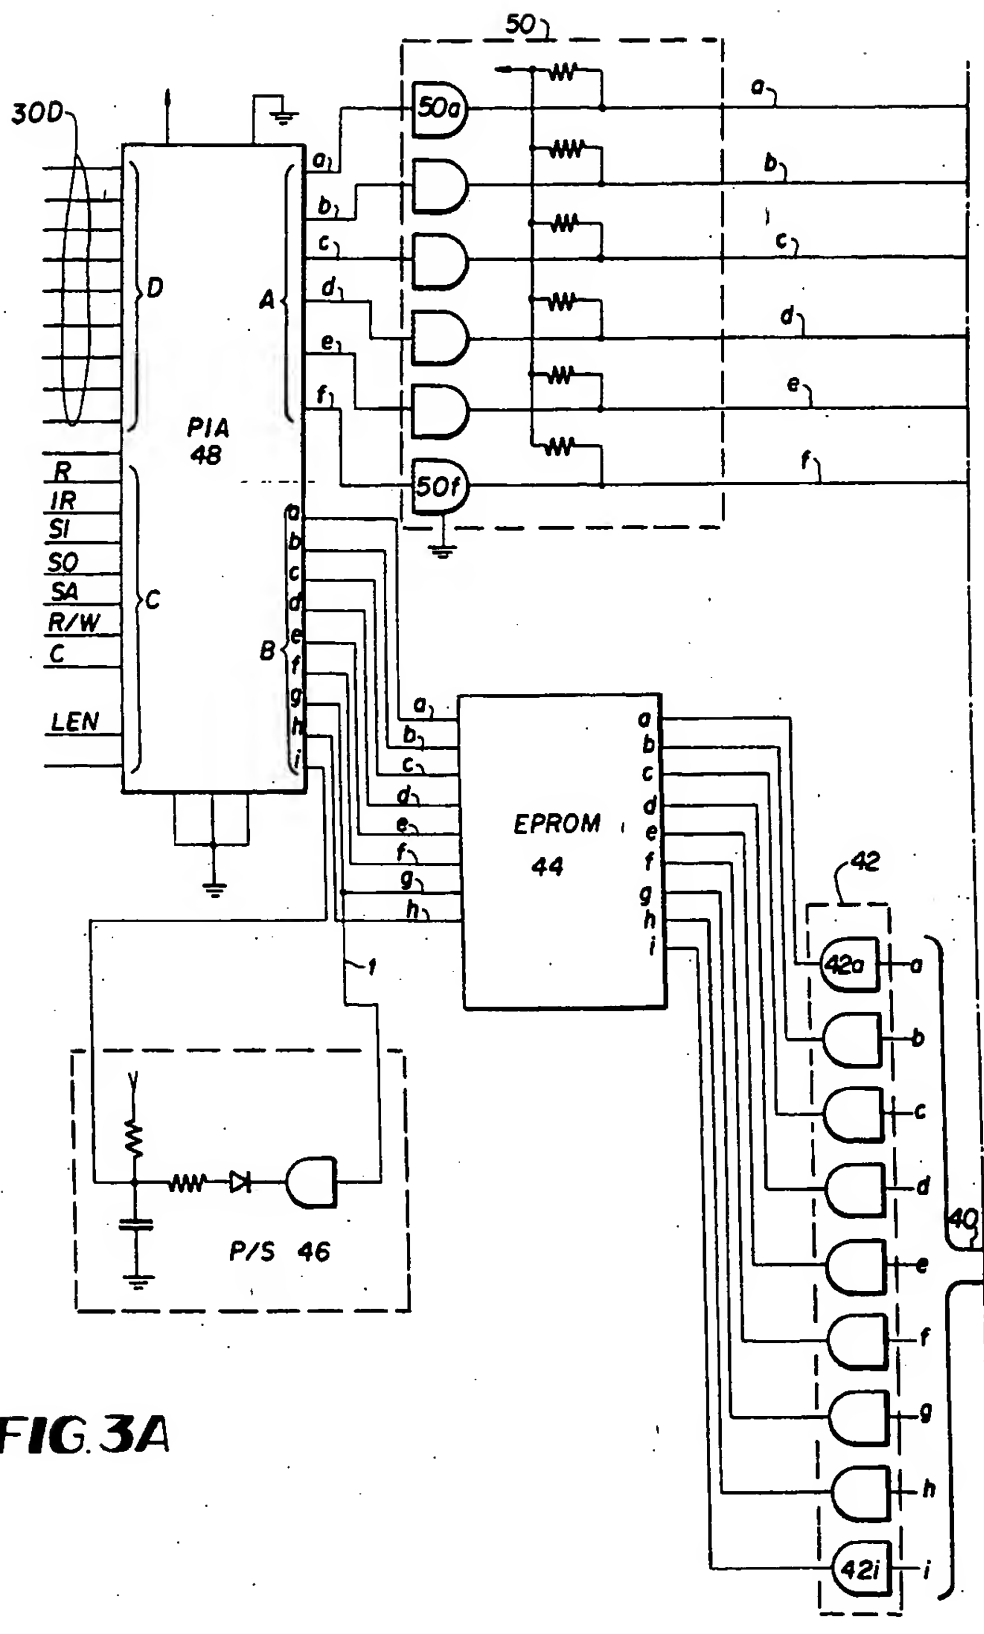 50
30D
50a
a
a
b
b
c
c
d
d
e
e
f
f
50f
D
A
PIA
48
R
IR
SI
SO
SA
R/W
C
LEN
C
B
a
b
c
d
e
f
g
h
i
a
b
c
d
e
f
g
h
EPROM
44
a
b
c
d
e
f
g
h
i
42
42a
a
b
c
d
e
f
g
h
42i
i
40
1
P/S 46
FIG. 3A